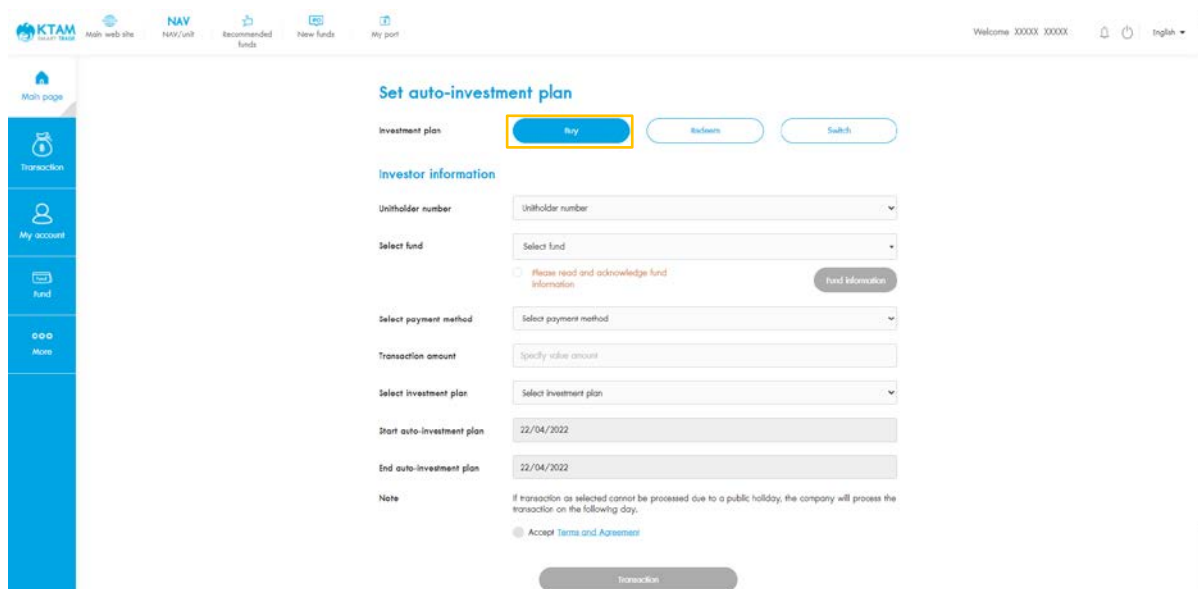 KTAM
SMART TRADE
Main web site
NAV
NAV/unit
Recommended
funds
IPO
New funds
My port
Welcome XXXXX XXXXX
English
Main page
Transaction
My account
Fund
Fund
More
Set auto-investment plan
Investment plan
Buy
Redeem
Switch
Investor information
Unitholder number
Unitholder number
Select fund
Select fund
Please read and acknowledge fund
information
Fund information
Select payment method
Select payment method
Transaction amount
Specify value amount
Select investment plan
Select investment plan
Start auto-investment plan
22/04/2022
End auto-investment plan
22/04/2022
Note
If transaction as selected cannot be processed due to a public holiday, the company will process the
transaction on the following day.
Accept Terms and Agreement
Transaction